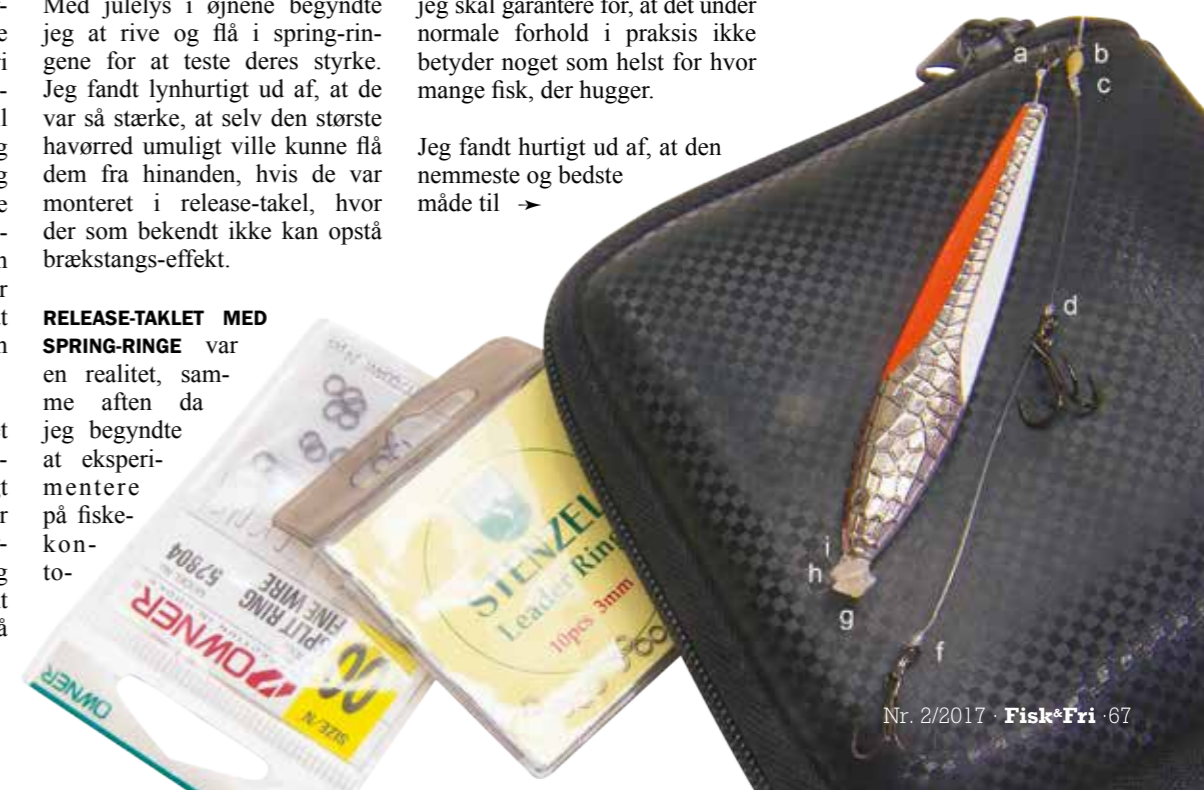 Med julelys i øjnene begyndte
jeg at rive og flå i spring-rin-
gene for at teste deres styrke.
Jeg fandt lynhurtigt ud af, at de
var så stærke, at selv den største
havørred umuligt ville kunne flå
dem fra hinanden, hvis de var
monteret i release-takel, hvor
der som bekendt ikke kan opstå
brækstangs-effekt.
RELEASE-TAKLET MED
SPRING-RINGE var
en realitet, sam-
me aften da
jeg begyndte
at eksperi-
mentere
på fiske-
kon-
to-
jeg skal garantere for, at det under
normale forhold i praksis ikke
betyder noget som helst for hvor
mange fisk, der hugger.
Jeg fandt hurtigt ud af, at den
nemmeste og bedste
måde til ➛
a
b
c
d
i
h
g
f
STENZEL
Leader Ring
10pcs 3mm
52804
SPLIT RING
FINE WIRE
OWNER
SIZE/N
OWNER
Nr. 2/2017 · Fisk&Fri ·67